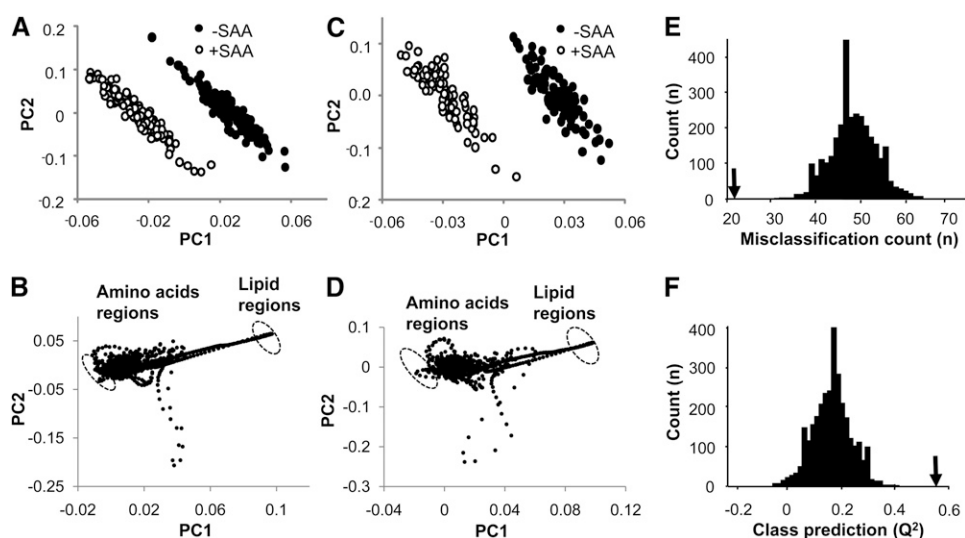 A
-SAA
+SAA
PC2
0.2
0.1
0
-0.1
0.2
-0.06
-0.02
0.02
0.06
PC1
C
-SAA
+SAA
PC2
0.2
0.1
0.0
-0.1
0.2
-0.06
-0.03
0
0.03
0.06
PC1
E
Count (n)
400
300
200
100
0
20
30
40
50
60
70
Misclassification count (n)
B
Amino acids
regions
Lipid
regions
PC2
0.05
-0.05
-0.15
-0.25
-0.02
0.02
0.06
0.1
PC1
D
Amino acids
regions
Lipid
regions
PC2
0.1
0
-0.1
-0.2
-0.3
-0.04
0
0.04
0.08
0.12
PC1
F
Count (n)
400
300
200
100
0
-0.2
0
0.2
0.4
0.6
Class prediction (Q²)